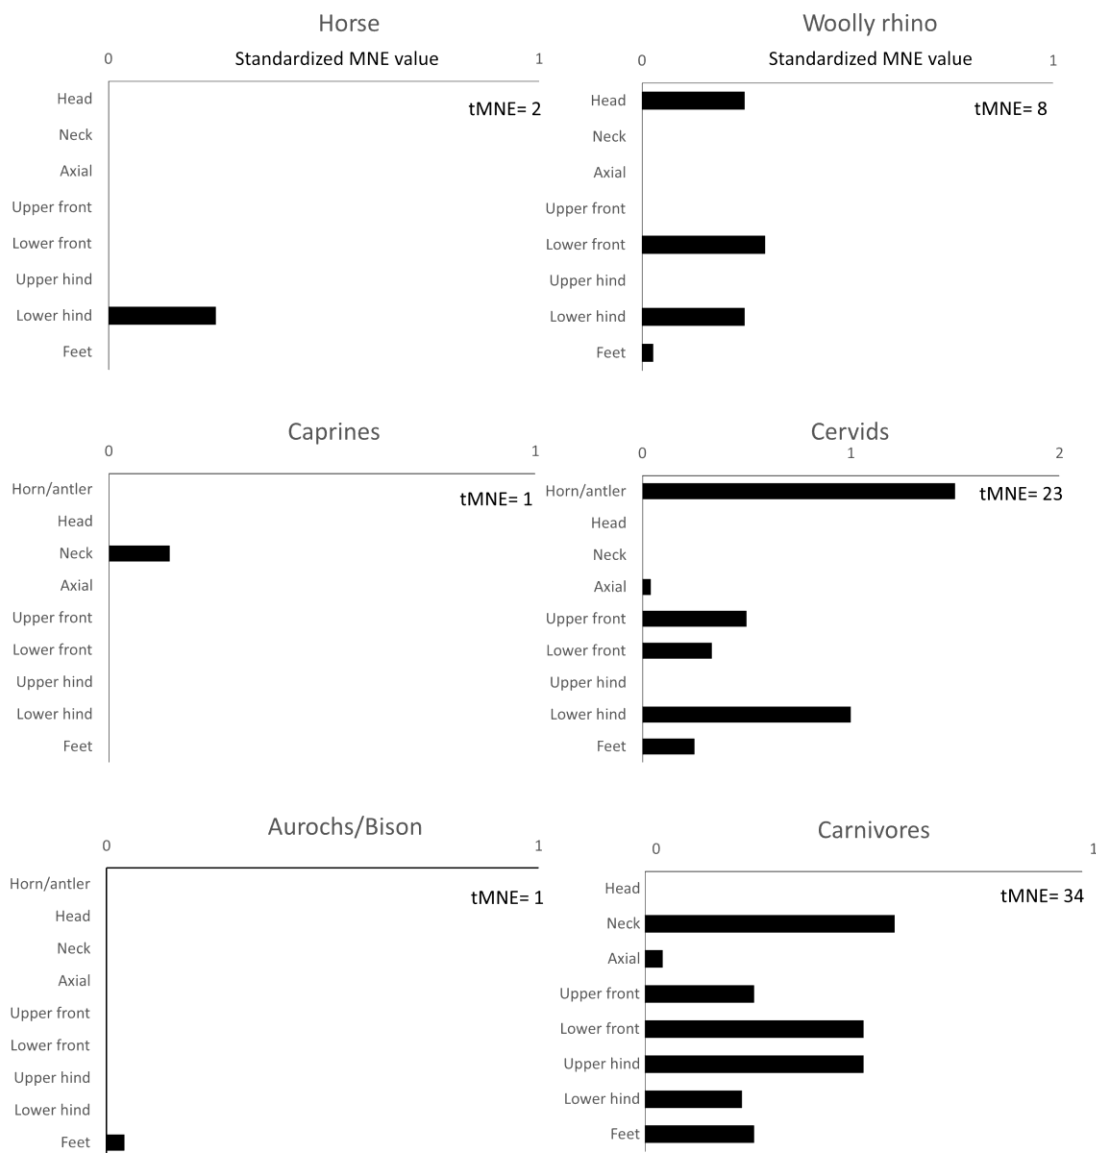 Horse
0 Standardized MNE value 1
tMNE= 2
Head
Neck
Axial
Upper front
Lower front
Upper hind
Lower hind
Feet
Woolly rhino
0 Standardized MNE value 1
tMNE= 8
Head
Neck
Axial
Upper front
Lower front
Upper hind
Lower hind
Feet
Caprines
0 1
tMNE= 1
Horn/antler
Head
Neck
Axial
Upper front
Lower front
Upper hind
Lower hind
Feet
Cervids
0 1 2
tMNE= 23
Horn/antler
Head
Neck
Axial
Upper front
Lower front
Upper hind
Lower hind
Feet
Aurochs/Bison
0 1
tMNE= 1
Horn/antler
Head
Neck
Axial
Upper front
Lower front
Upper hind
Lower hind
Feet
Carnivores
0 1
tMNE= 34
Head
Neck
Axial
Upper front
Lower front
Upper hind
Lower hind
Feet